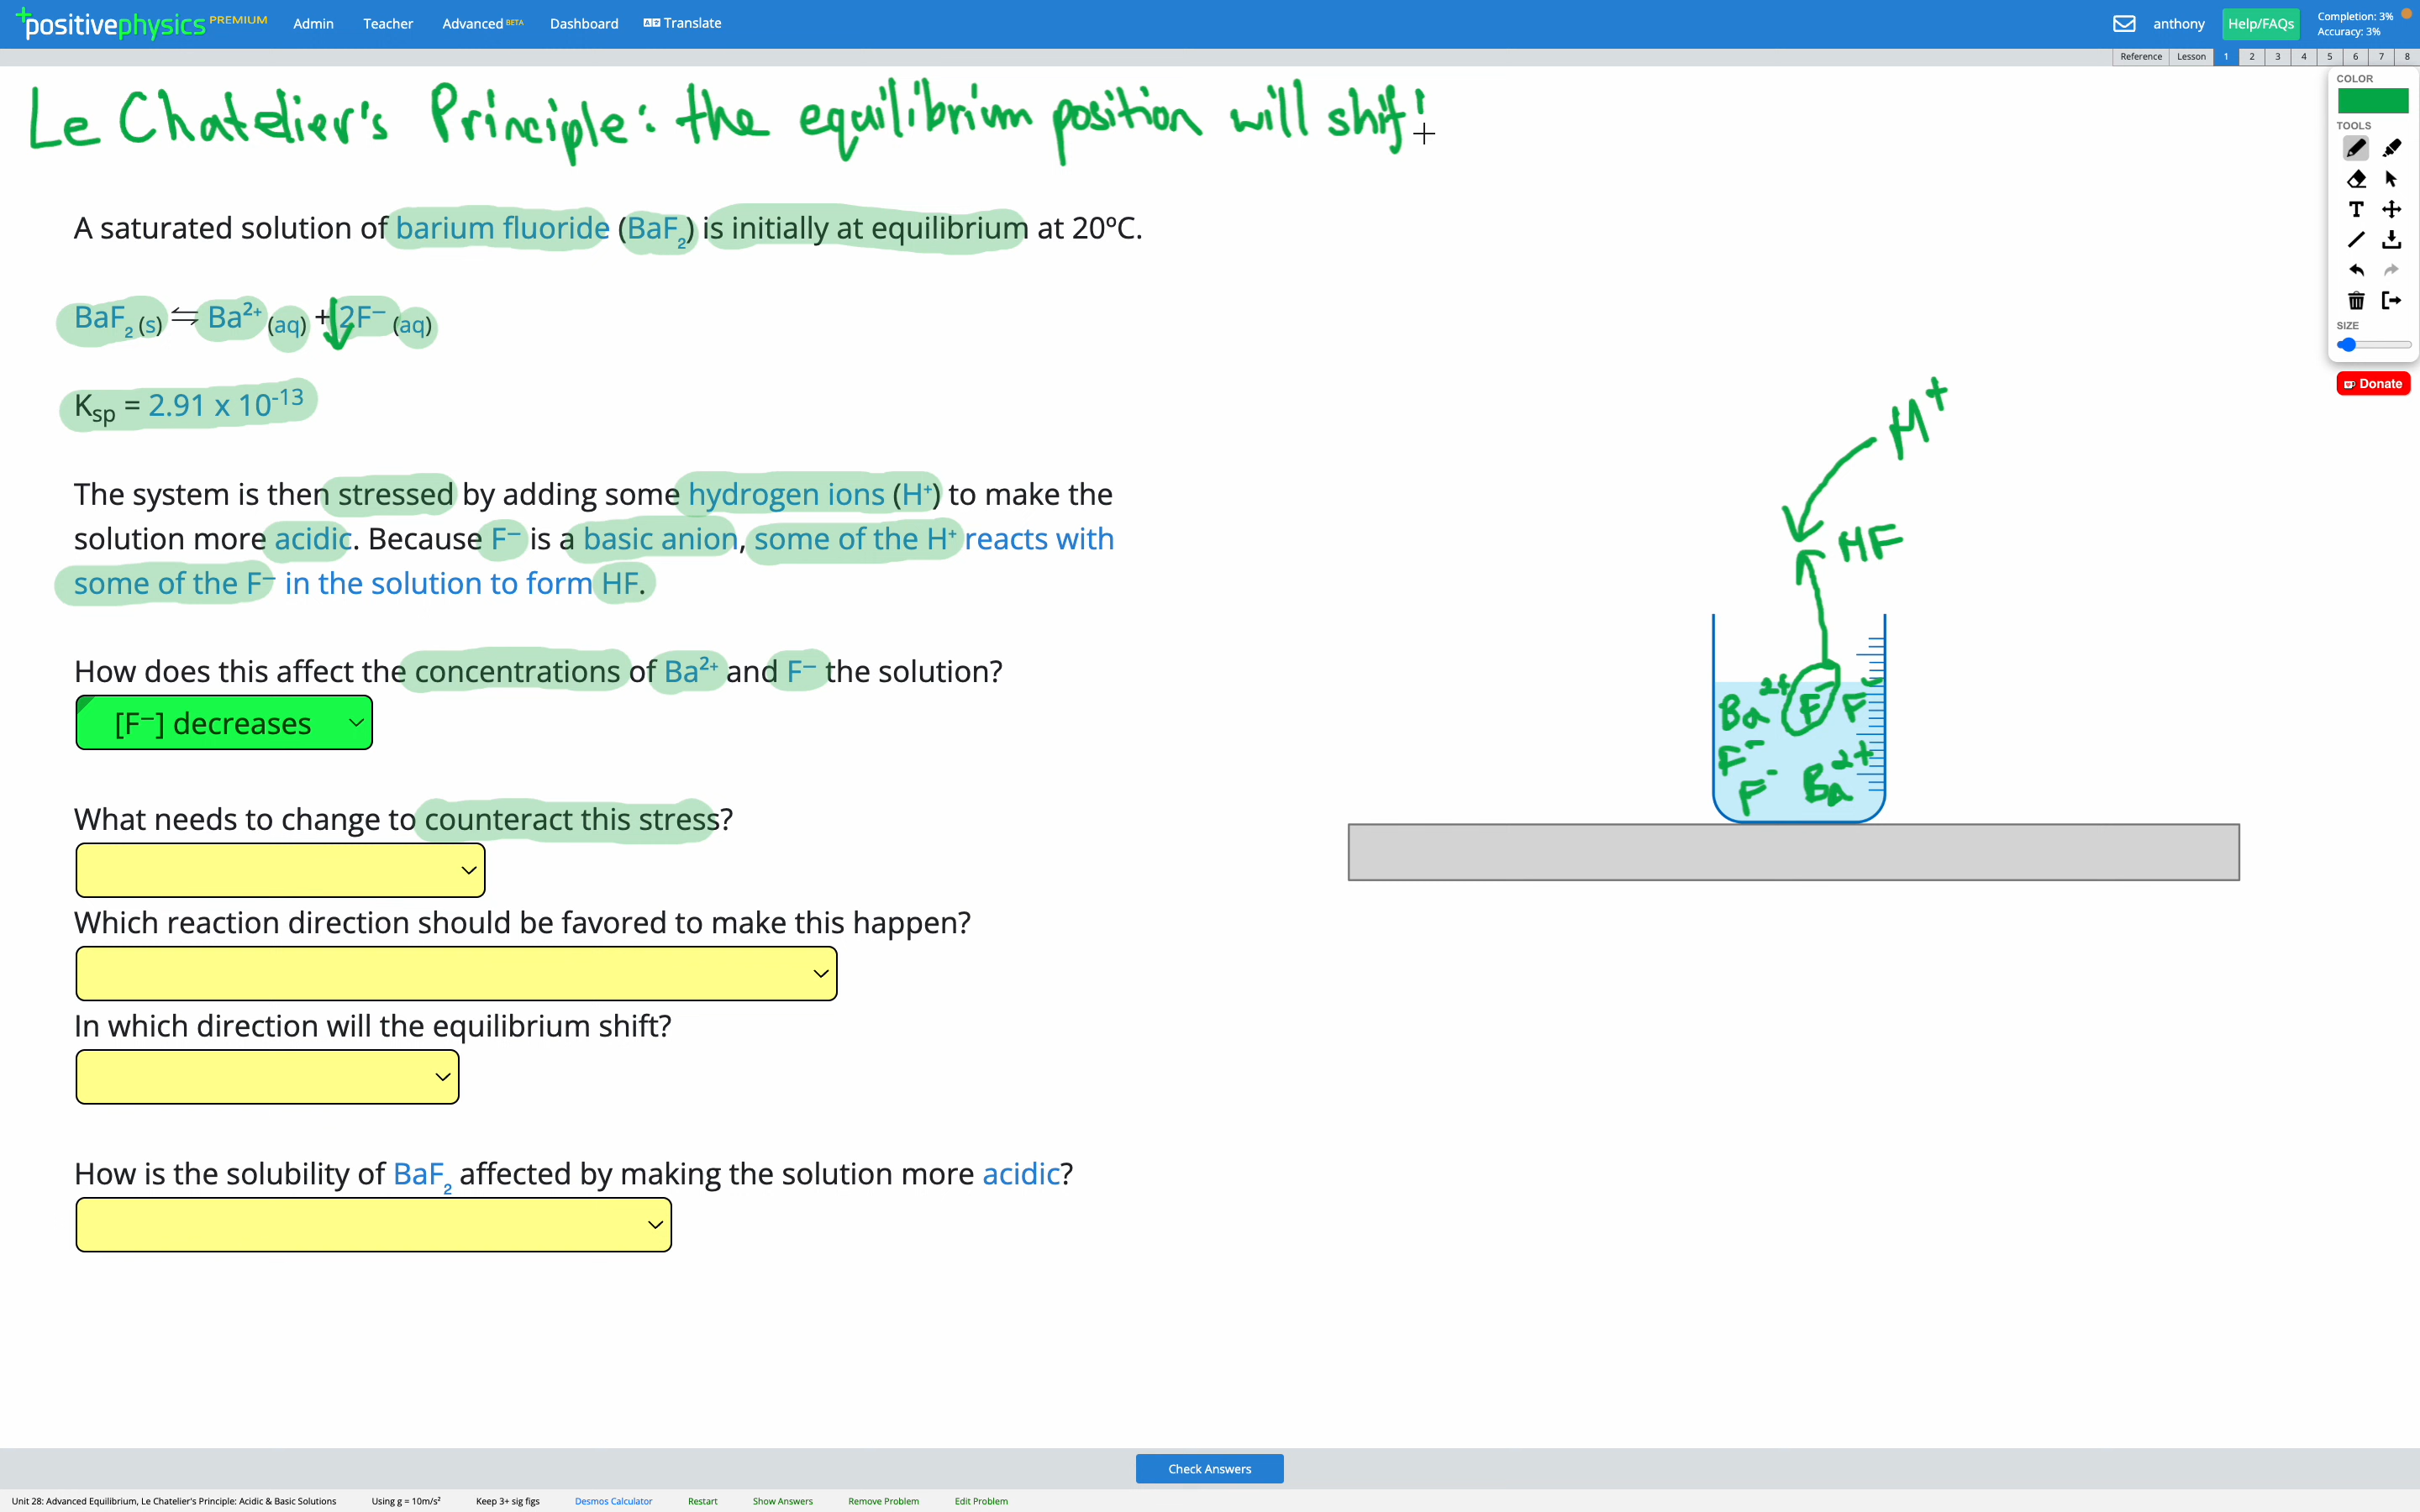 positivephysics PREMIUM Admin Teacher Advanced BETA Dashboard Translate anthony Help/FAQs Completion: 3%
Accuracy: 3%
Reference Lesson 1 2 3 4 5 6 7 8
COLOR
TOOLS
SIZE
Donate
Le Chatelier's Principle: the equilibrium position will shift
A saturated solution of barium fluoride (BaF₂) is initially at equilibrium at 20°C.
BaF₂ (s) ⇋ Ba²⁺ (aq) + 2F⁻ (aq)
Ksp = 2.91 x 10⁻¹³
The system is then stressed by adding some hydrogen ions (H⁺) to make the
solution more acidic. Because F⁻ is a basic anion, some of the H⁺ reacts with
some of the F⁻ in the solution to form HF.
How does this affect the concentrations of Ba²⁺ and F⁻ the solution?
[F⁻] decreases
What needs to change to counteract this stress?
Which reaction direction should be favored to make this happen?
In which direction will the equilibrium shift?
How is the solubility of BaF₂ affected by making the solution more acidic?
H⁺
HF
Ba²⁺ F⁻ F⁻
F⁻
F⁻ Ba²⁺
Check Answers
Unit 28: Advanced Equilibrium, Le Chatelier's Principle: Acidic & Basic Solutions Using g = 10m/s² Keep 3+ sig figs Desmos Calculator Restart Show Answers Remove Problem Edit Problem